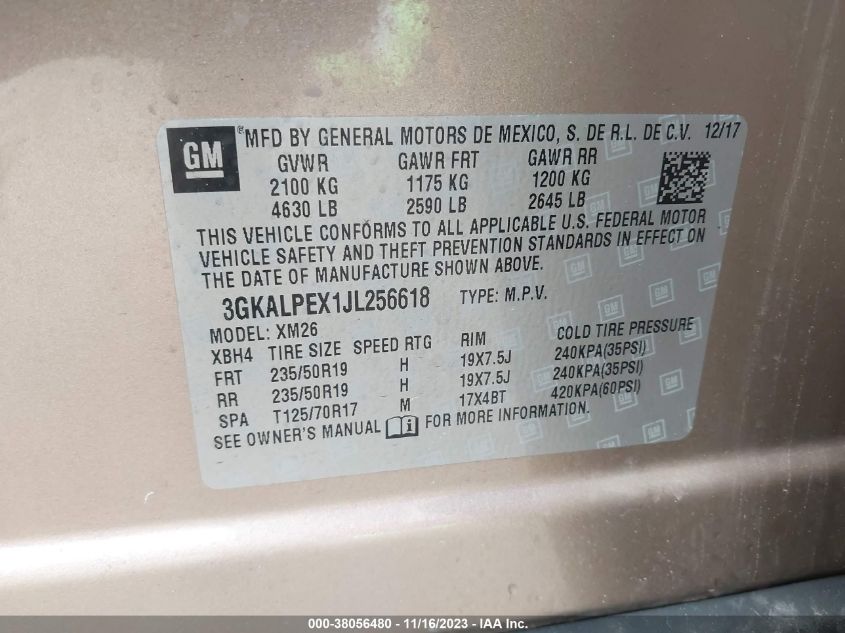 GM ® MFD BY GENERAL MOTORS DE MEXICO, S. DE R.L. DE C.V. 12/17
GVWR GAWR FRT GAWR RR
2100 KG 1175 KG 1200 KG
4630 LB 2590 LB 2645 LB
THIS VEHICLE CONFORMS TO ALL APPLICABLE U.S. FEDERAL MOTOR
VEHICLE SAFETY AND THEFT PREVENTION STANDARDS IN EFFECT ON
THE DATE OF MANUFACTURE SHOWN ABOVE.
3GKALPEX1JL256618 TYPE: M.P.V.
MODEL: XM26
XBH4 TIRE SIZE SPEED RTG RIM COLD TIRE PRESSURE
FRT 235/50R19 H 19X7.5J 240KPA(35PSI)
RR 235/50R19 H 19X7.5J 240KPA(35PSI)
SPA T125/70R17 M 17X4BT 420KPA(60PSI)
SEE OWNER'S MANUAL FOR MORE INFORMATION.
000-38056480 - 11/16/2023 - IAA Inc.